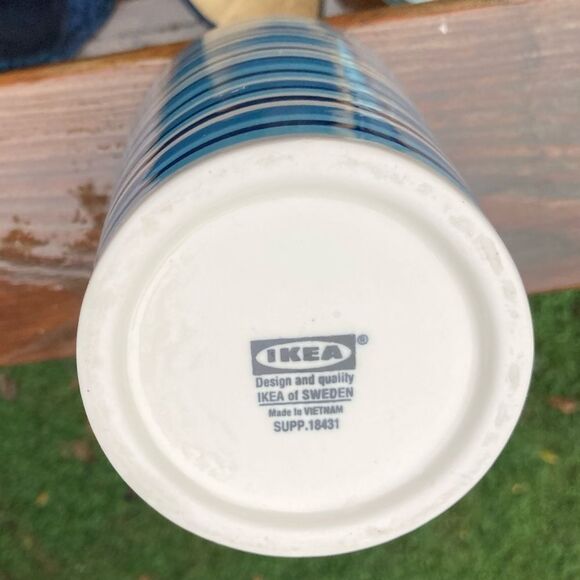 IKEA®
Design and quality
IKEA of SWEDEN
Made in VIETNAM
SUPP.18431